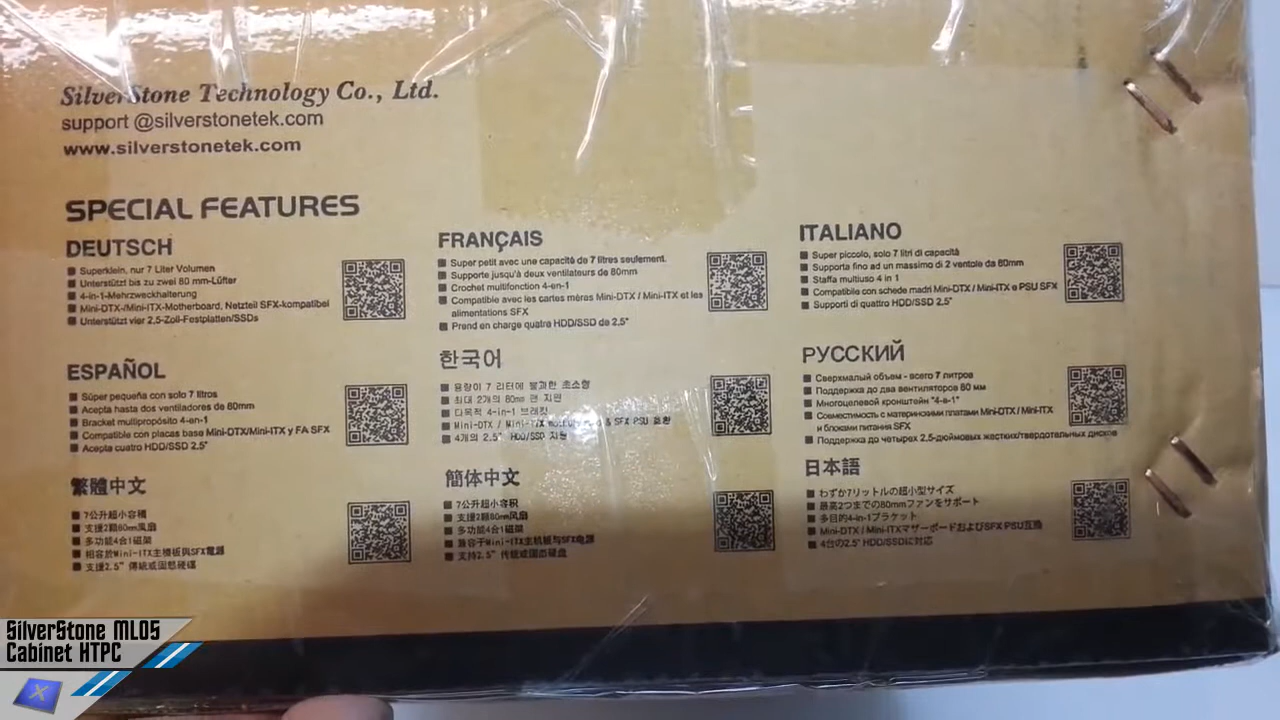 SilverStone Technology Co., Ltd.
support @silverstonetek.com
www.silverstonetek.com
SPECIAL FEATURES
DEUTSCH
Superklein, nur 7 Liter Volumen
Unterstützt bis zu zwei 80 mm-Lüfter
4-in-1-Mehrzweckhalterung
Mini-DTX-/Mini-ITX-Motherboard, Netzteil SFX-kompatibel
Unterstützt vier 2,5-Zoll-Festplatten/SSDs
FRANÇAIS
Super petit avec une capacité de 7 litres seulement.
Supporte jusqu'à deux ventilateurs de 80mm
Crochet multifonction 4-en-1
Compatible avec les cartes mères Mini-DTX / Mini-ITX et les
alimentations SFX
Prend en charge quatre HDD/SSD de 2,5"
ITALIANO
Super piccolo, solo 7 litri di capacità
Supporta fino ad un massimo di 2 ventole da 80mm
Staffa multiuso 4 in 1
Compatibile con schede madri Mini-DTX / Mini-ITX e PSU SFX
Supporti di quattro HDD/SSD 2.5"
ESPAÑOL
Súper pequeña con solo 7 litros
Acepta hasta dos ventiladores de 80mm
Bracket multipropósito 4-en-1
Compatible con placas base Mini-DTX/Mini-ITX y FA SFX
Acepta cuatro HDD/SSD 2,5"
한국어
용량이 7 리터에 불과한 초소형
최대 2개의 80mm 팬 지원
다목적 4-in-1 브래킷
Mini-DTX / Mini-ITX & SFX PSU 호환
4개의 2.5" HDD/SSD 지원
РУССКИЙ
Сверхмалый объем - всего 7 литров
Поддержка до двух вентиляторов 80 мм
Многоцелевой кронштейн "4-в-1"
Совместимость с материнскими платами Mini-DTX / Mini-ITX
и блоками питания SFX
Поддержка до четырех 2,5-дюймовых жестких/твердотельных дисков
繁體中文
7公升超小容積
支援2顆80mm風扇
多功能4合1磁架
相容於Mini-ITX主機板與SFX電源
支援2.5" 傳統或固態硬碟
簡体中文
7公升超小容积
支援2颗80mm风扇
多功能4合1磁架
兼容于Mini-ITX主机板与SFX电源
支持2.5" 传统或固态硬盘
日本語
わずか7リットルの超小型サイズ
最高2つまでの80mmファンをサポート
多目的4-in-1ブラケット
Mini-DTX / Mini-ITXマザーボードおよびSFX PSU互換
4台の2.5" HDD/SSDに対応
SilverStone ML05
Cabinet HTPC